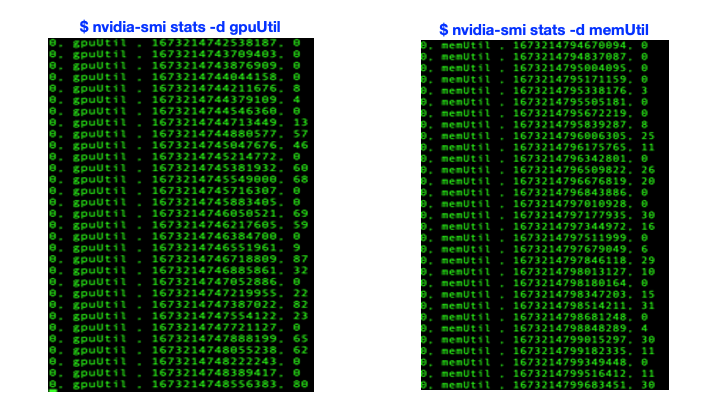 $ nvidia-smi stats -d gpuUtil
0, gpuUtil , 1673214742538187, 0
0, gpuUtil , 1673214743709403, 0
0, gpuUtil , 1673214743876909, 0
0, gpuUtil , 1673214744044158, 0
0, gpuUtil , 1673214744211676, 8
0, gpuUtil , 1673214744379109, 4
0, gpuUtil , 1673214744546360, 0
0, gpuUtil , 1673214744713449, 13
0, gpuUtil , 1673214744880577, 57
0, gpuUtil , 1673214745047676, 46
0, gpuUtil , 1673214745214772, 0
0, gpuUtil , 1673214745381932, 60
0, gpuUtil , 1673214745549000, 68
0, gpuUtil , 1673214745716307, 0
0, gpuUtil , 1673214745883405, 0
0, gpuUtil , 1673214746050521, 69
0, gpuUtil , 1673214746217605, 59
0, gpuUtil , 1673214746384700, 0
0, gpuUtil , 1673214746551961, 9
0, gpuUtil , 1673214746718809, 87
0, gpuUtil , 1673214746885861, 32
0, gpuUtil , 1673214747052886, 0
0, gpuUtil , 1673214747219955, 22
0, gpuUtil , 1673214747387022, 82
0, gpuUtil , 1673214747554122, 23
0, gpuUtil , 1673214747721127, 0
0, gpuUtil , 1673214747888199, 65
0, gpuUtil , 1673214748055238, 62
0, gpuUtil , 1673214748222243, 0
0, gpuUtil , 1673214748389417, 0
0, gpuUtil , 1673214748556383, 80
$ nvidia-smi stats -d memUtil
0, memUtil , 1673214794670094, 0
0, memUtil , 1673214794837087, 0
0, memUtil , 1673214795004095, 0
0, memUtil , 1673214795171159, 0
0, memUtil , 1673214795338176, 3
0, memUtil , 1673214795505181, 0
0, memUtil , 1673214795672219, 0
0, memUtil , 1673214795839287, 8
0, memUtil , 1673214796006305, 25
0, memUtil , 1673214796175765, 11
0, memUtil , 1673214796342801, 0
0, memUtil , 1673214796509822, 26
0, memUtil , 1673214796676819, 20
0, memUtil , 1673214796843886, 0
0, memUtil , 1673214797010928, 0
0, memUtil , 1673214797177935, 30
0, memUtil , 1673214797344972, 16
0, memUtil , 1673214797511999, 0
0, memUtil , 1673214797679049, 6
0, memUtil , 1673214797846118, 29
0, memUtil , 1673214798013127, 10
0, memUtil , 1673214798180164, 0
0, memUtil , 1673214798347203, 15
0, memUtil , 1673214798514211, 31
0, memUtil , 1673214798681248, 0
0, memUtil , 1673214798848289, 4
0, memUtil , 1673214799015297, 30
0, memUtil , 1673214799182335, 11
0, memUtil , 1673214799349448, 0
0, memUtil , 1673214799516412, 11
0, memUtil , 1673214799683451, 30